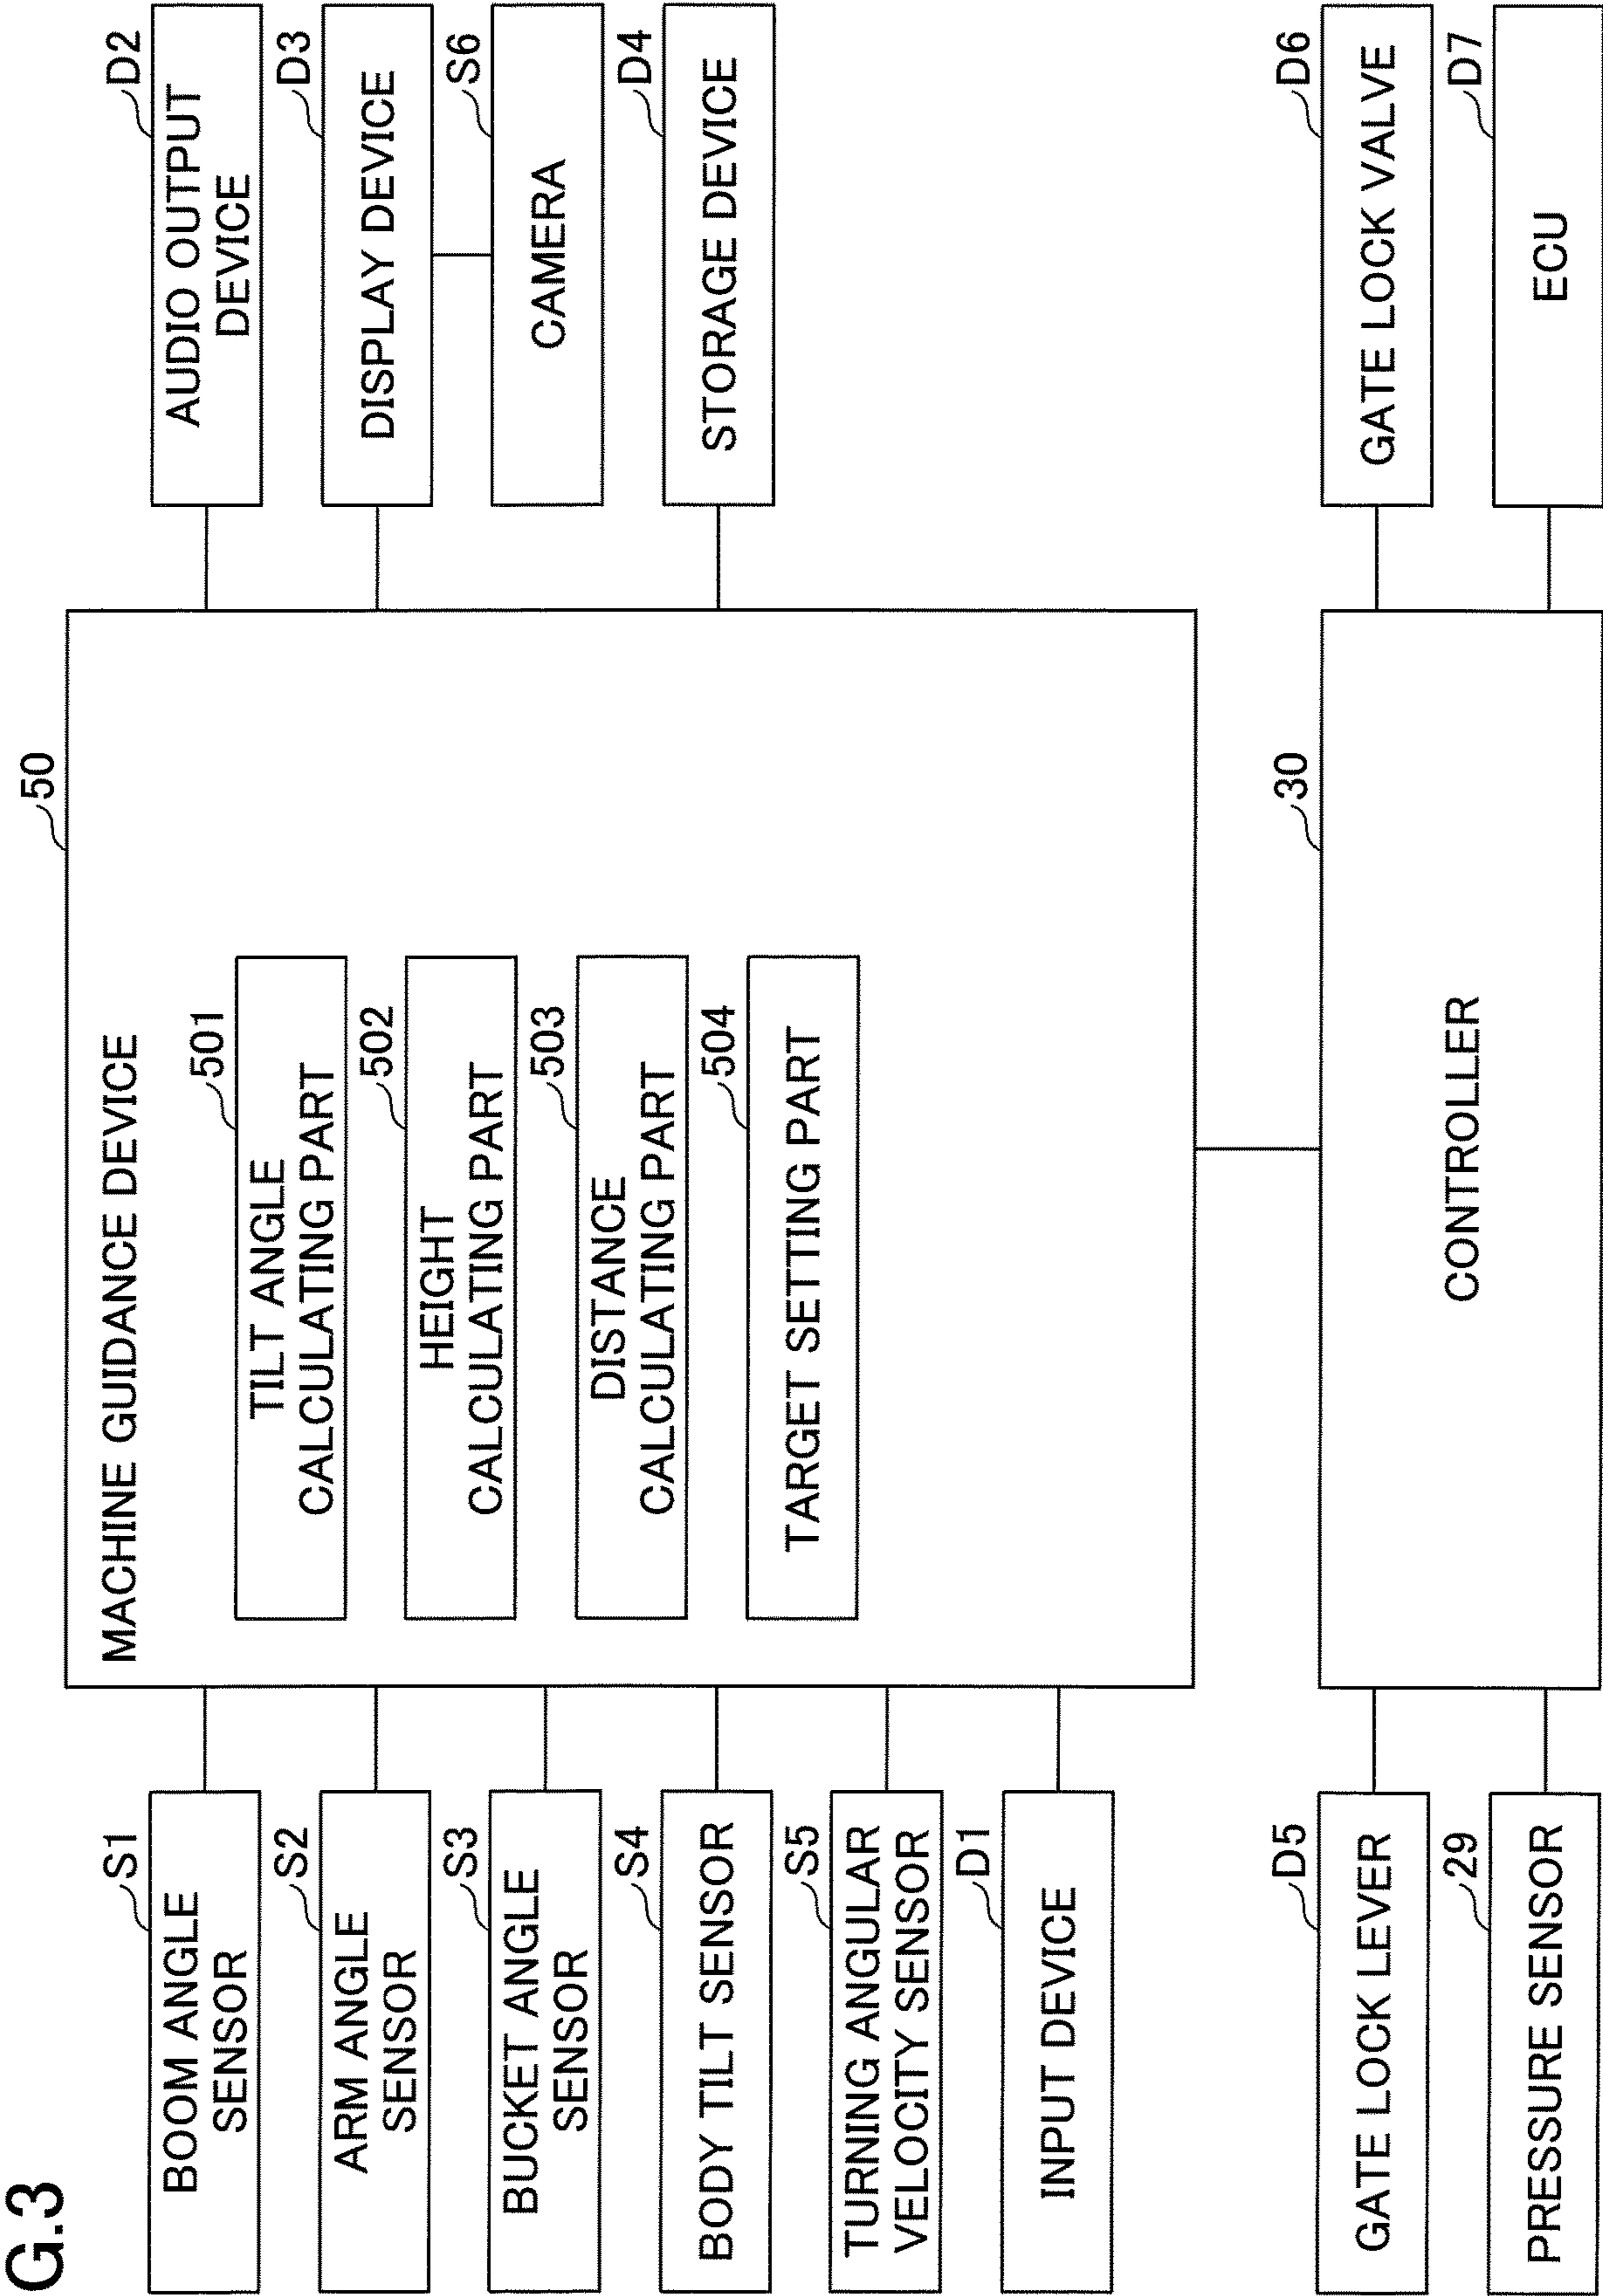 G.3
50
MACHINE GUIDANCE DEVICE
S1
BOOM ANGLE
SENSOR
S2
ARM ANGLE
SENSOR
S3
BUCKET ANGLE
SENSOR
S4
BODY TILT SENSOR
S5
TURNING ANGULAR
VELOCITY SENSOR
D1
INPUT DEVICE
501
TILT ANGLE
CALCULATING PART
502
HEIGHT
CALCULATING PART
503
DISTANCE
CALCULATING PART
504
TARGET SETTING PART
D2
AUDIO OUTPUT
DEVICE
D3
DISPLAY DEVICE
S6
CAMERA
D4
STORAGE DEVICE
D5
GATE LOCK LEVER
29
PRESSURE SENSOR
30
CONTROLLER
D6
GATE LOCK VALVE
D7
ECU